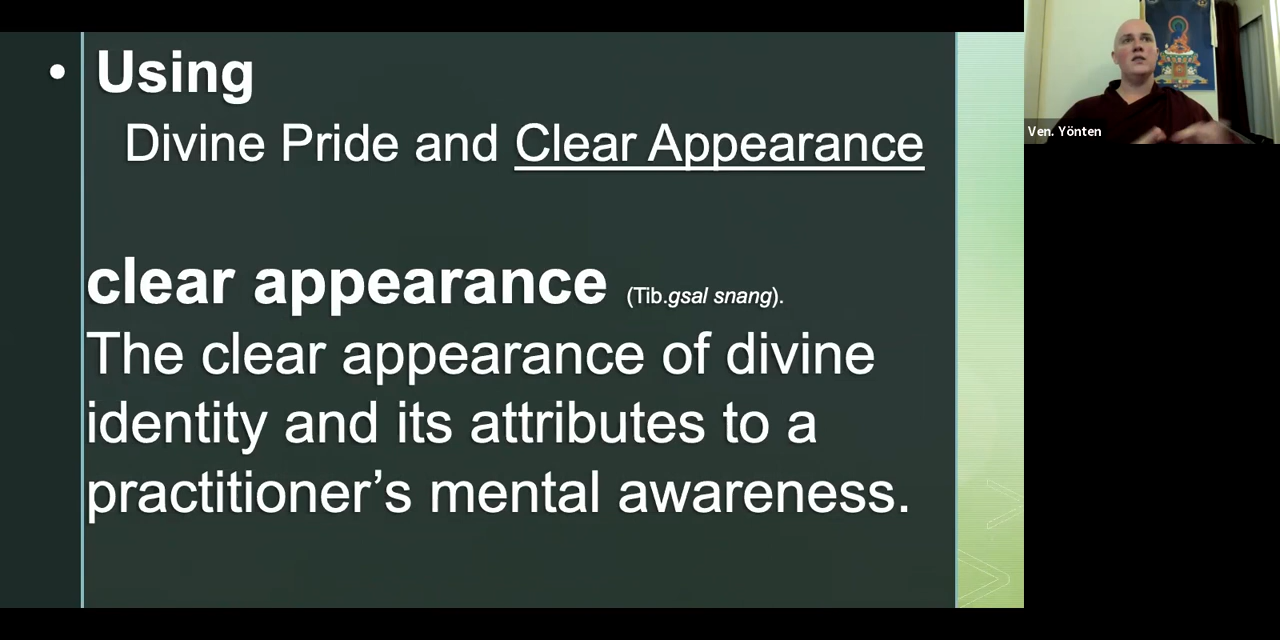 • Using
Divine Pride and Clear Appearance
clear appearance (Tib.gsal snang).
The clear appearance of divine
identity and its attributes to a
practitioner’s mental awareness.
Ven. Yönten